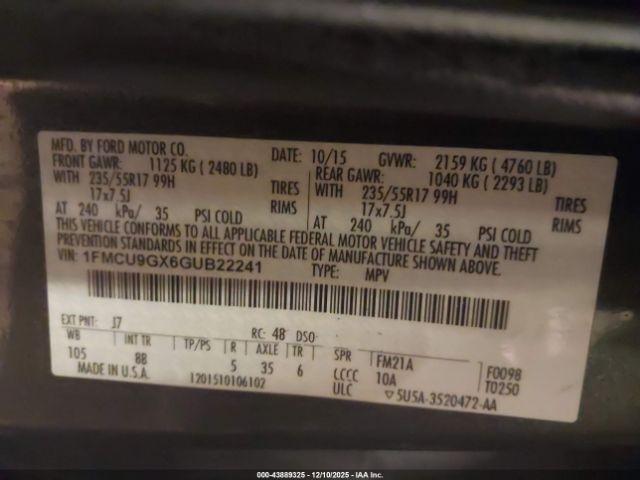 MFD. BY FORD MOTOR CO.
DATE: 10/15 GVWR: 2159 KG (4760 LB)
FRONT GAWR: 1125 KG (2480 LB) REAR GAWR: 1040 KG (2293 LB)
WITH 235/55R17 99H TIRES WITH 235/55R17 99H TIRES
17x7.5J RIMS 17x7.5J RIMS
AT 240 kPa/ 35 PSI COLD AT 240 kPa/ 35 PSI COLD
THIS VEHICLE CONFORMS TO ALL APPLICABLE FEDERAL MOTOR VEHICLE SAFETY AND THEFT
PREVENTION STANDARDS IN EFFECT ON THE DATE OF MANUFACTURE SHOWN ABOVE.
VIN: 1FMCU9GX6GUB22241 TYPE: MPV
EXT PNT: J7 RC: 48 DSO:
WB INT TR TP/PS R AXLE TR SPR FM21A F0098
105 8B 5 35 6 LCCC 10A T0250
MADE IN U.S.A. 1201510106102 ULC ▽5U5A-3520472-AA
000-43889325 - 12/10/2025 - IAA Inc.